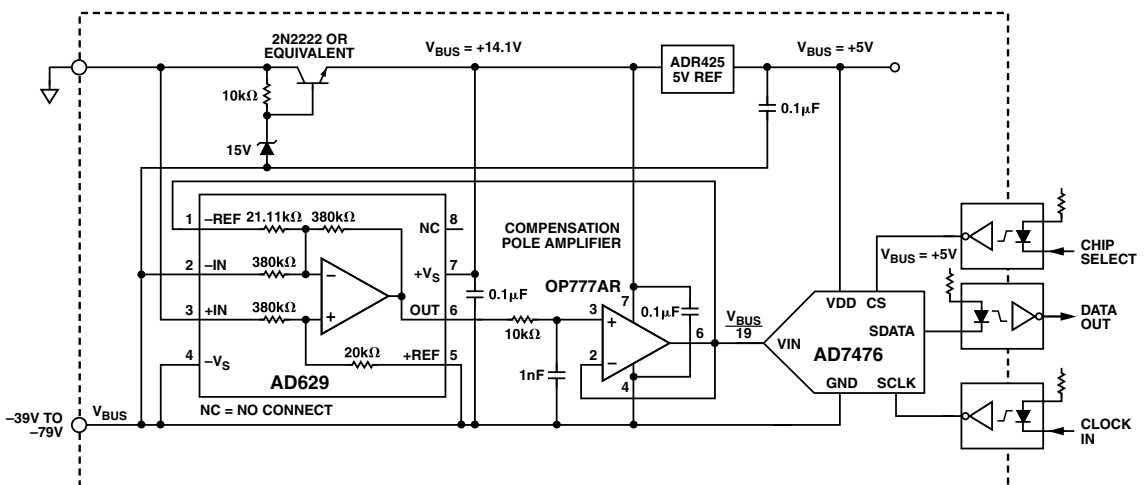 2N2222 OR
EQUIVALENT
V_BUS = +14.1V
V_BUS = +5V
ADR425
5V REF
10kΩ
0.1µF
15V
1 –REF 21.11kΩ 380kΩ
NC 8
2 –IN 380kΩ
+V_S 7
3 +IN 380kΩ
OUT 6
20kΩ
4 –V_S
+REF 5
AD629
NC = NO CONNECT
0.1µF
COMPENSATION
POLE AMPLIFIER
OP777AR
10kΩ
1nF
3
+
7
0.1µF
2
–
4
6
V_BUS
19
VIN
VDD CS
SDATA
AD7476
GND SCLK
V_BUS = +5V
CHIP
SELECT
DATA
OUT
CLOCK
IN
–39V TO
–79V
V_BUS
–
+